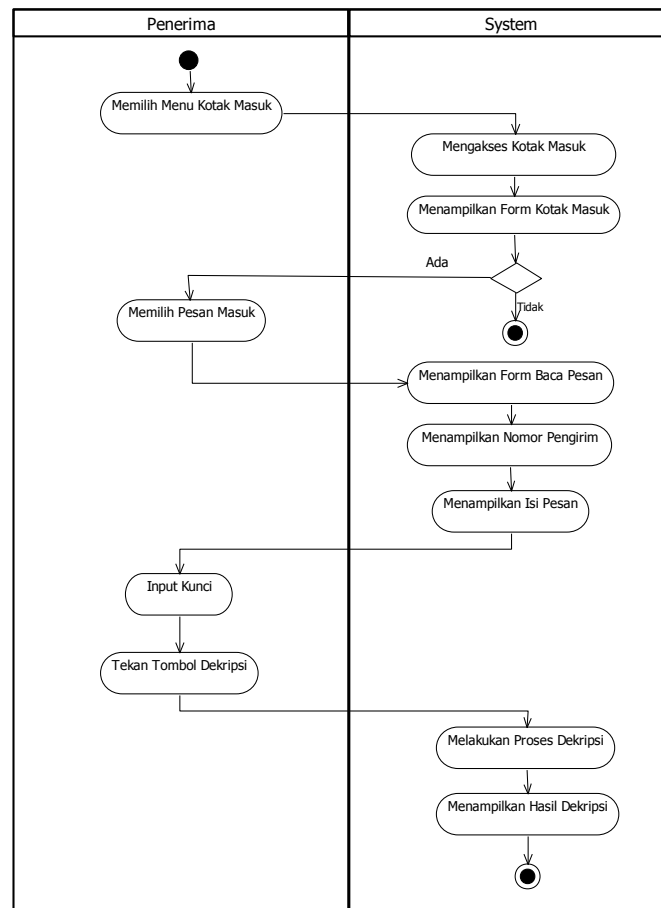 Penerima
System
Memilih Menu Kotak Masuk
Mengakses Kotak Masuk
Menampilkan Form Kotak Masuk
Ada
Tidak
Memilih Pesan Masuk
Menampilkan Form Baca Pesan
Menampilkan Nomor Pengirim
Menampilkan Isi Pesan
Input Kunci
Tekan Tombol Dekripsi
Melakukan Proses Dekripsi
Menampilkan Hasil Dekripsi